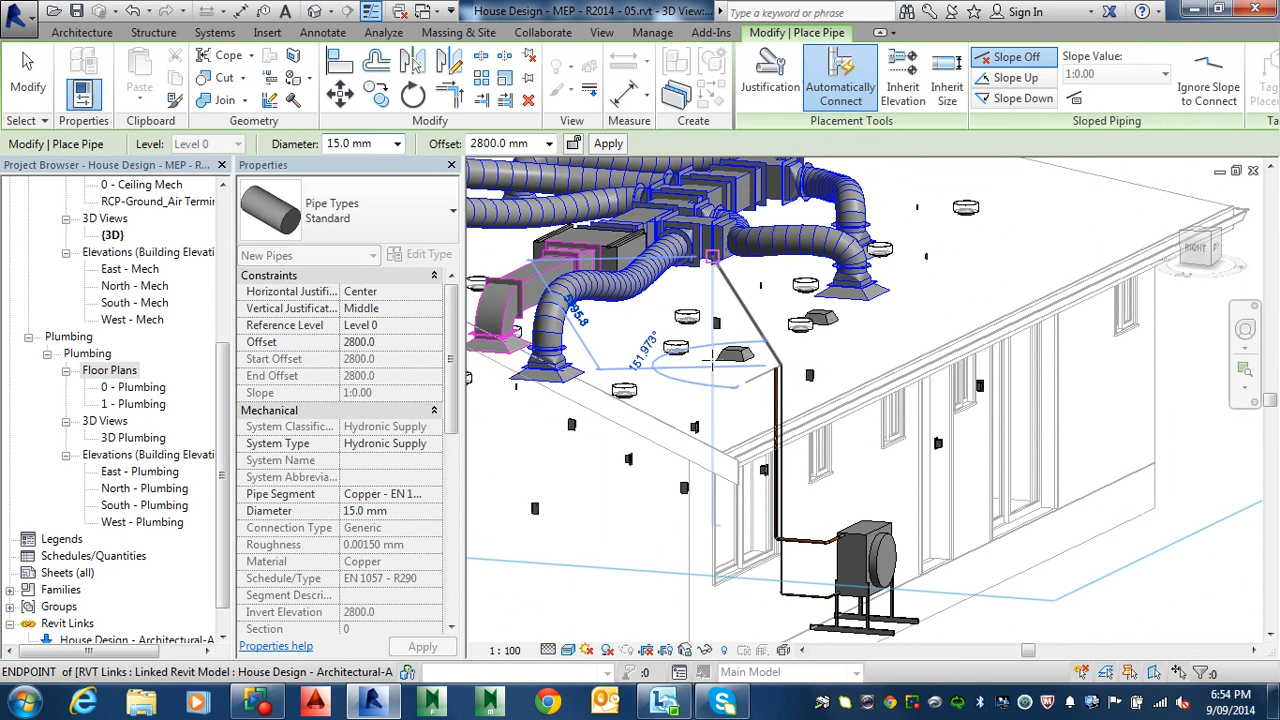 House Design - MEP - R2014 - 05.rvt - 3D View:...
Type a keyword or phrase
Sign In
Architecture Structure Systems Insert Annotate Analyze Massing & Site Collaborate View Manage Add-Ins Modify | Place Pipe
Modify
Properties
Paste
Cope
Cut
Join
Justification
Automatically
Connect
Inherit
Elevation
Inherit
Size
Slope Off
Slope Up
Slope Down
Slope Value:
1:0.00
Ignore Slope
to Connect
Select Properties Clipboard Geometry Modify View Measure Create Placement Tools Sloped Piping
Modify | Place Pipe Level: Level 0 Diameter: 15.0 mm Offset: 2800.0 mm Apply
Project Browser - House Design - MEP - R...
0 - Ceiling Mech
RCP-Ground_Air Termin
3D Views
{3D}
Elevations (Building Elevati
East - Mech
North - Mech
South - Mech
West - Mech
Plumbing
Plumbing
Floor Plans
0 - Plumbing
1 - Plumbing
3D Views
3D Plumbing
Elevations (Building Elevati
East - Plumbing
North - Plumbing
South - Plumbing
West - Plumbing
Legends
Schedules/Quantities
Sheets (all)
Families
Groups
Revit Links
House Design - Architectural-A
Properties
Pipe Types
Standard
New Pipes Edit Type
Constraints
Horizontal Justifi... Center
Vertical Justificat... Middle
Reference Level Level 0
Offset 2800.0
Start Offset 2800.0
End Offset 2800.0
Slope 1:0.00
Mechanical
System Classific... Hydronic Supply
System Type Hydronic Supply
System Name
System Abbrevia...
Pipe Segment Copper - EN 1...
Diameter 15.0 mm
Connection Type Generic
Roughness 0.00150 mm
Material Copper
Schedule/Type EN 1057 - R290
Segment Descri...
Invert Elevation 2800.0
Section 0
Properties help Apply
151.973°
RIGHT
1 : 100
ENDPOINT of [RVT Links : Linked Revit Model : House Design - Architectural-A
:0
Main Model
:0
6:54 PM
9/09/2014